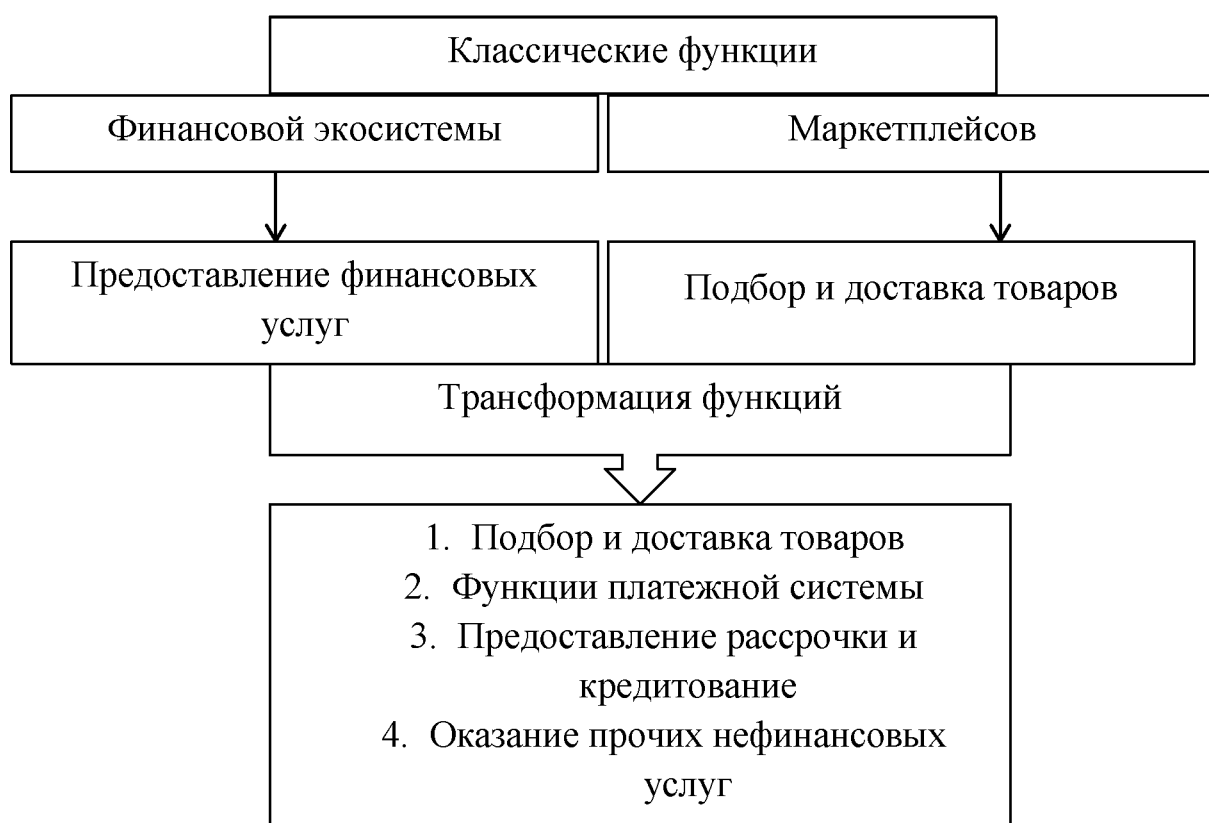 Классические функции
Финансовой экосистемы
Маркетплейсов
Предоставление финансовых
услуг
Подбор и доставка товаров
Трансформация функций
1. Подбор и доставка товаров
2. Функции платежной системы
3. Предоставление рассрочки и
кредитование
4. Оказание прочих нефинансовых
услуг